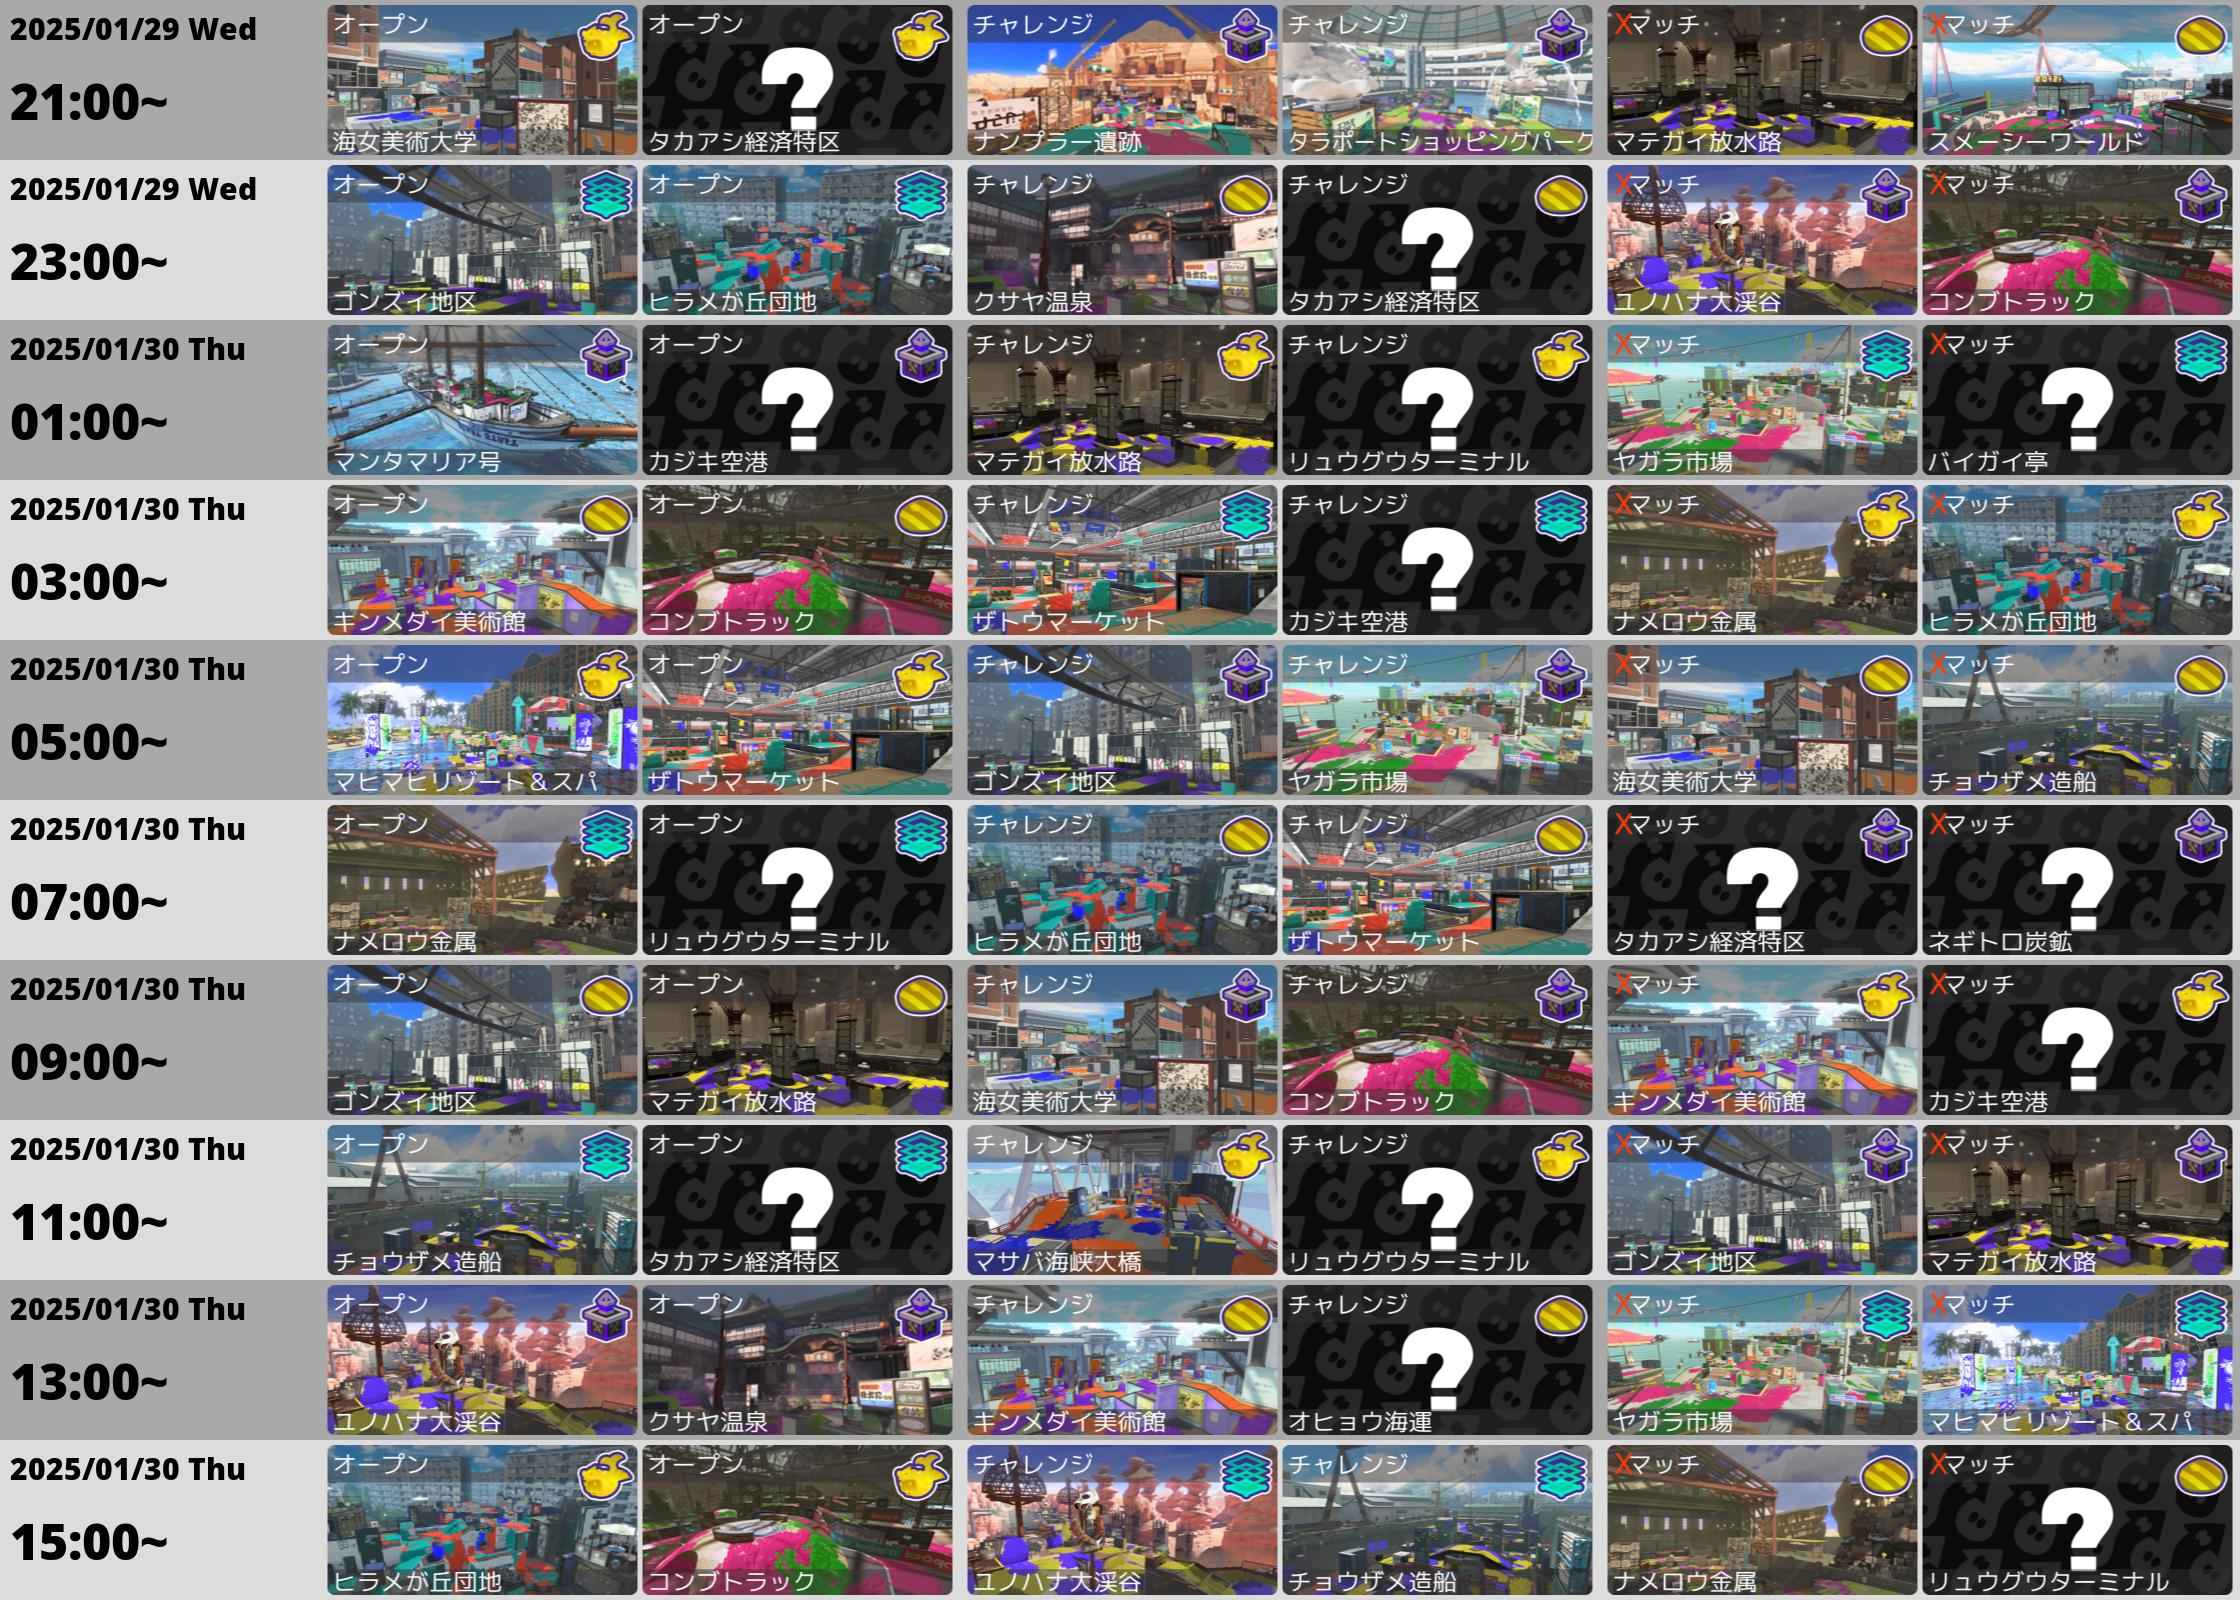 2025/01/29 Wed
21:00~
オープン
海女美術大学
オープン
タカアシ経済特区
チャレンジ
ナンプラー遺跡
チャレンジ
タラポートショッピングパーク
Xマッチ
マテガイ放水路
Xマッチ
スメーシーワールド
2025/01/29 Wed
23:00~
オープン
ゴンズイ地区
オープン
ヒラメが丘団地
チャレンジ
クサヤ温泉
チャレンジ
タカアシ経済特区
Xマッチ
ユノハナ大渓谷
Xマッチ
コンブトラック
2025/01/30 Thu
01:00~
オープン
マンタマリア号
オープン
カジキ空港
チャレンジ
マテガイ放水路
チャレンジ
リュウグウターミナル
Xマッチ
ヤガラ市場
Xマッチ
バイガイ亭
2025/01/30 Thu
03:00~
オープン
キンメダイ美術館
オープン
コンブトラック
チャレンジ
ザトウマーケット
チャレンジ
カジキ空港
Xマッチ
ナメロウ金属
Xマッチ
ヒラメが丘団地
2025/01/30 Thu
05:00~
オープン
マヒマヒリゾート＆スパ
オープン
ザトウマーケット
チャレンジ
ゴンズイ地区
チャレンジ
ヤガラ市場
Xマッチ
海女美術大学
Xマッチ
チョウザメ造船
2025/01/30 Thu
07:00~
オープン
ナメロウ金属
オープン
リュウグウターミナル
チャレンジ
ヒラメが丘団地
チャレンジ
ザトウマーケット
Xマッチ
タカアシ経済特区
Xマッチ
ネギトロ炭鉱
2025/01/30 Thu
09:00~
オープン
ゴンズイ地区
オープン
マテガイ放水路
チャレンジ
海女美術大学
チャレンジ
コンブトラック
Xマッチ
キンメダイ美術館
Xマッチ
カジキ空港
2025/01/30 Thu
11:00~
オープン
チョウザメ造船
オープン
タカアシ経済特区
チャレンジ
マサバ海峡大橋
チャレンジ
リュウグウターミナル
Xマッチ
ゴンズイ地区
Xマッチ
マテガイ放水路
2025/01/30 Thu
13:00~
オープン
ユノハナ大渓谷
オープン
クサヤ温泉
チャレンジ
キンメダイ美術館
チャレンジ
オヒョウ海運
Xマッチ
ヤガラ市場
Xマッチ
マヒマヒリゾート＆スパ
2025/01/30 Thu
15:00~
オープン
ヒラメが丘団地
オープン
コンブトラック
チャレンジ
ユノハナ大渓谷
チャレンジ
チョウザメ造船
Xマッチ
ナメロウ金属
Xマッチ
リュウグウターミナル